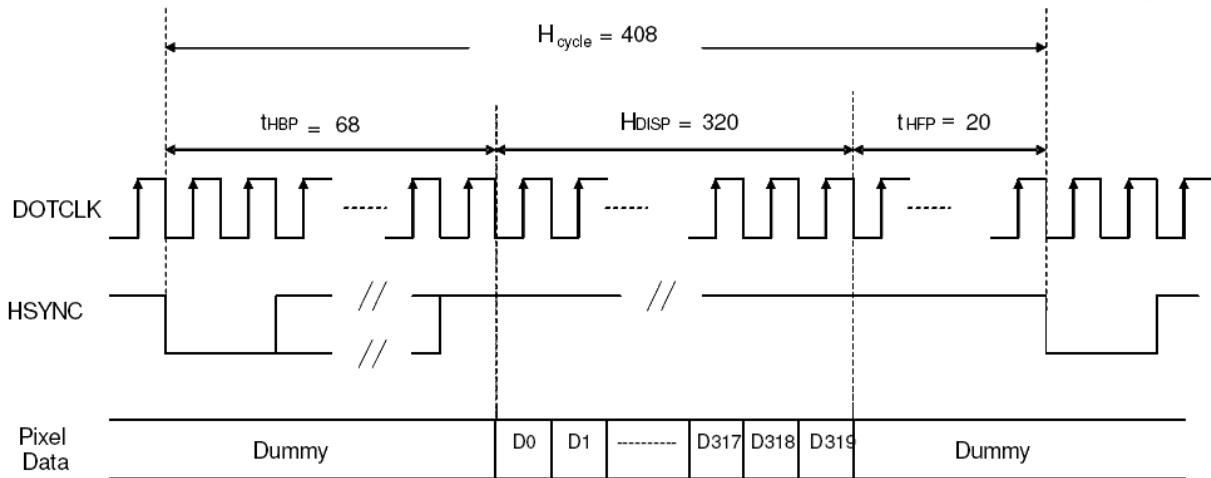 Hcycle = 408
tHBP = 68
HDISP = 320
tHFP = 20
DOTCLK
HSYNC
Pixel
Data
Dummy
D0
D1
D317
D318
D319
Dummy